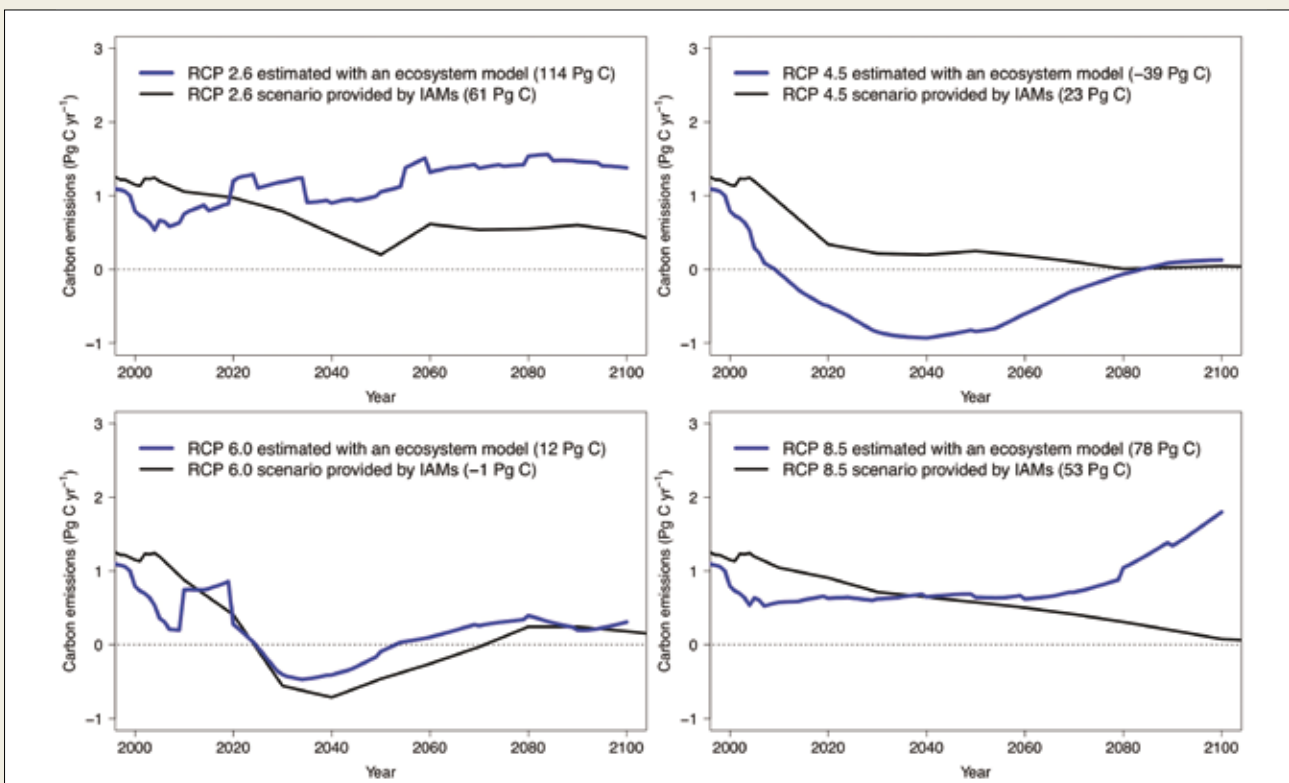 RCP 2.6 estimated with an ecosystem model (114 Pg C)
RCP 2.6 scenario provided by IAMs (61 Pg C)
Carbon emissions (Pg C yr⁻¹)
3
2
1
0
−1
2000 2020 2040 2060 2080 2100
Year
RCP 4.5 estimated with an ecosystem model (−39 Pg C)
RCP 4.5 scenario provided by IAMs (23 Pg C)
Carbon emissions (Pg C yr⁻¹)
3
2
1
0
−1
2000 2020 2040 2060 2080 2100
Year
RCP 6.0 estimated with an ecosystem model (12 Pg C)
RCP 6.0 scenario provided by IAMs (−1 Pg C)
Carbon emissions (Pg C yr⁻¹)
3
2
1
0
−1
2000 2020 2040 2060 2080 2100
Year
RCP 8.5 estimated with an ecosystem model (78 Pg C)
RCP 8.5 scenario provided by IAMs (53 Pg C)
Carbon emissions (Pg C yr⁻¹)
3
2
1
0
−1
2000 2020 2040 2060 2080 2100
Year